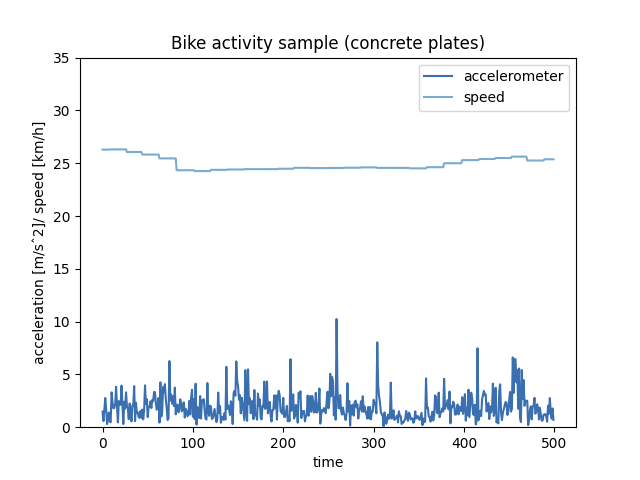 Bike activity sample (concrete plates)
accelerometer
speed
acceleration [m/s^2]/ speed [km/h]
35
30
25
20
15
10
5
0
0 100 200 300 400 500
time